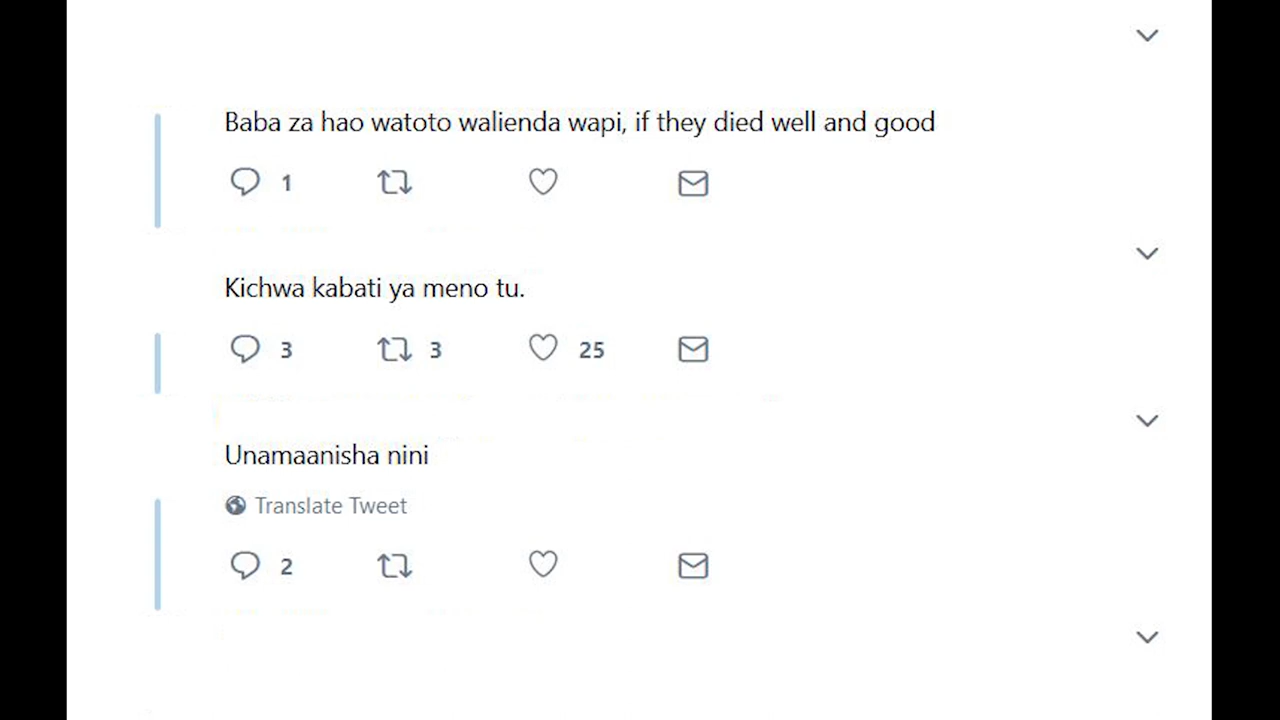 Baba za hao watoto walienda wapi, if they died well and good
1
Kichwa kabati ya meno tu.
3 3 25
Unamaanisha nini
Translate Tweet
2